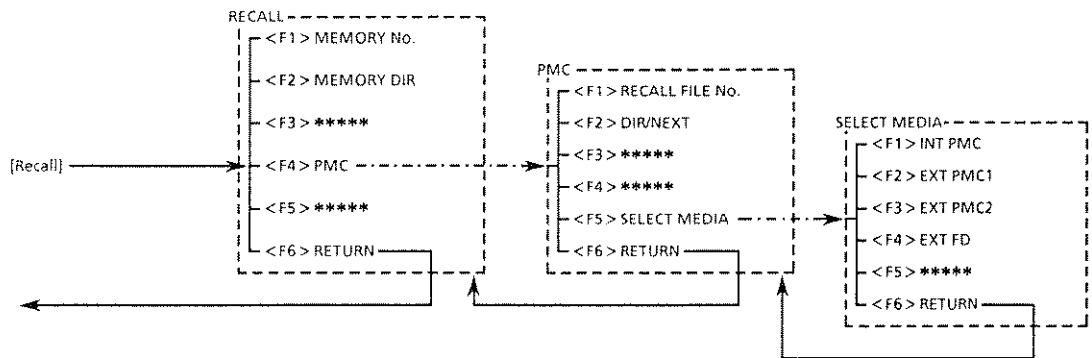 [Recall]
RECALL
<F1> MEMORY No.
<F2> MEMORY DIR
<F3> *****
<F4> PMC
<F5> *****
<F6> RETURN
PMC
<F1> RECALL FILE No.
<F2> DIR/NEXT
<F3> *****
<F4> *****
<F5> SELECT MEDIA
<F6> RETURN
SELECT MEDIA
<F1> INT PMC
<F2> EXT PMC1
<F3> EXT PMC2
<F4> EXT FD
<F5> *****
<F6> RETURN